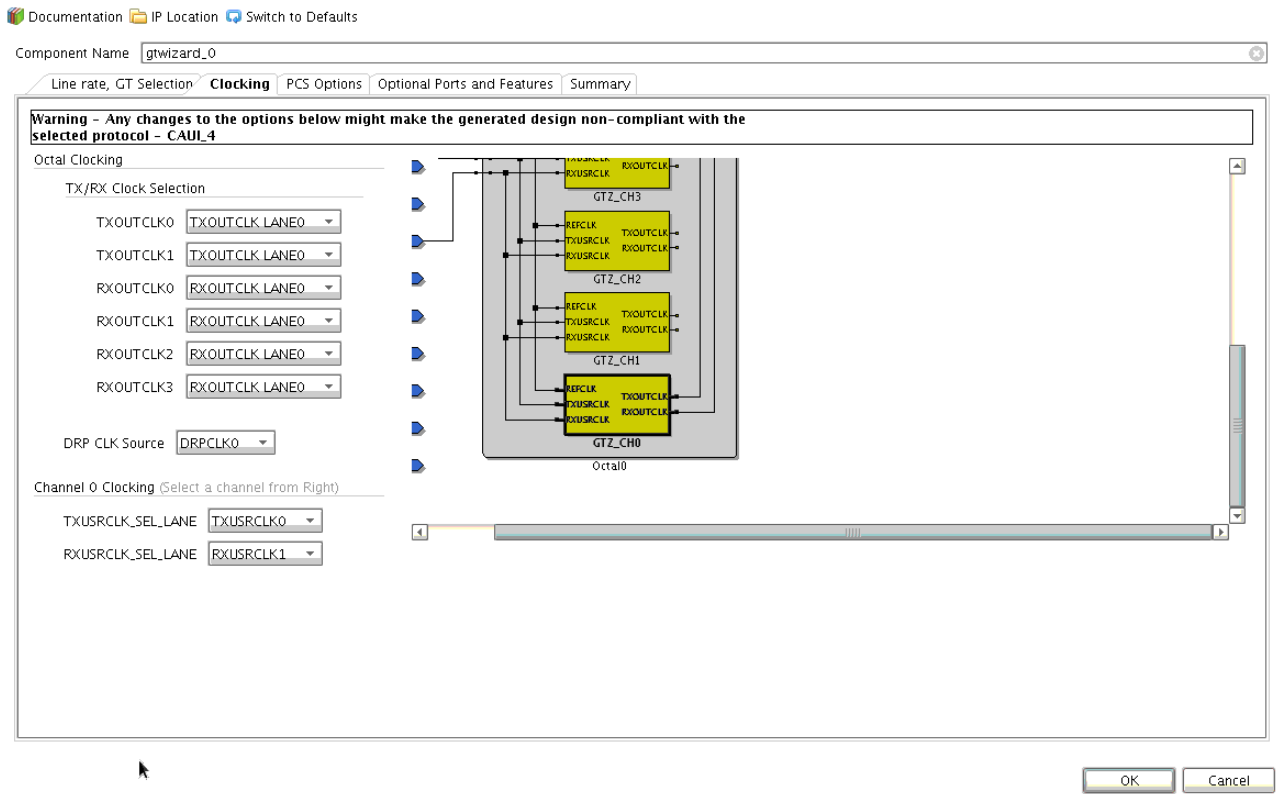 Documentation IP Location Switch to Defaults
Component Name gtwizard_0
Line rate, GT Selection Clocking PCS Options Optional Ports and Features Summary
Warning - Any changes to the options below might make the generated design non-compliant with the
selected protocol - CAUI_4
Octal Clocking
TX/RX Clock Selection
TXOUTCLK0 TXOUTCLK LANE0
TXOUTCLK1 TXOUTCLK LANE0
RXOUTCLK0 RXOUTCLK LANE0
RXOUTCLK1 RXOUTCLK LANE0
RXOUTCLK2 RXOUTCLK LANE0
RXOUTCLK3 RXOUTCLK LANE0
DRP CLK Source DRPCLK0
Channel 0 Clocking (Select a channel from Right)
TXUSRCLK_SEL_LANE TXUSRCLK0
RXUSRCLK_SEL_LANE RXUSRCLK1
TXUSRCLK
RXOUTCLK
RXUSRCLK
GTZ_CH3
REFCLK
TXOUTCLK
TXUSRCLK
RXOUTCLK
RXUSRCLK
GTZ_CH2
REFCLK
TXOUTCLK
TXUSRCLK
RXOUTCLK
RXUSRCLK
GTZ_CH1
REFCLK
TXOUTCLK
TXUSRCLK
RXOUTCLK
RXUSRCLK
GTZ_CH0
Octal0
OK Cancel